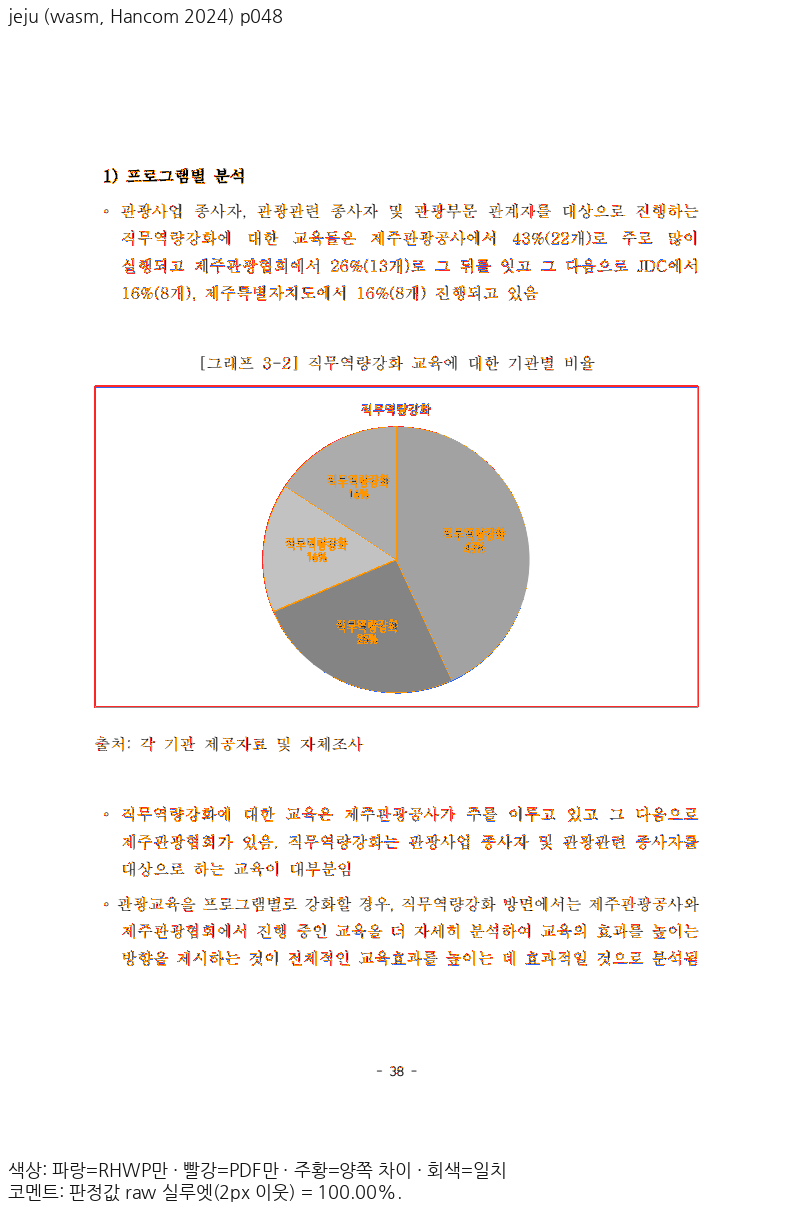 jeju (wasm, Hancom 2024) p048
1) 프로그램별 분석
◦ 관광사업 종사자, 관광관련 종사자 및 관광부문 관계자를 대상으로 진행하는
직무역량강화에 대한 교육들은 제주관광공사에서 43%(22개)로 주로 많이
실행되고 제주관광협회에서 26%(13개)로 그 뒤를 잇고 그 다음으로 JDC에서
16%(8개), 제주특별자치도에서 16%(8개) 진행되고 있음
[그래프 3-2] 직무역량강화 교육에 대한 기관별 비율
직무역량강화
직무역량강화
16%
직무역량강화
43%
직무역량강화
16%
직무역량강화
출처: 각 기관 제공자료 및 자체조사
◦ 직무역량강화에 대한 교육은 제주관광공사가 주를 이루고 있고 그 다음으로
제주관광협회가 있음. 직무역량강화는 관광사업 종사자 및 관광관련 종사자를
대상으로 하는 교육이 대부분임
◦ 관광교육을 프로그램별로 강화할 경우, 직무역량강화 방면에서는 제주관광공사와
제주관광협회에서 진행 중인 교육을 더 자세히 분석하여 교육의 효과를 높이는
방향을 제시하는 것이 전체적인 교육효과를 높이는 데 효과적일 것으로 분석됨
- 38 -
색상: 파랑=RHWP만 · 빨강=PDF만 · 주황=양쪽 차이 · 회색=일치
코멘트: 판정값 raw 실루엣(2px 이웃) = 100.00%.